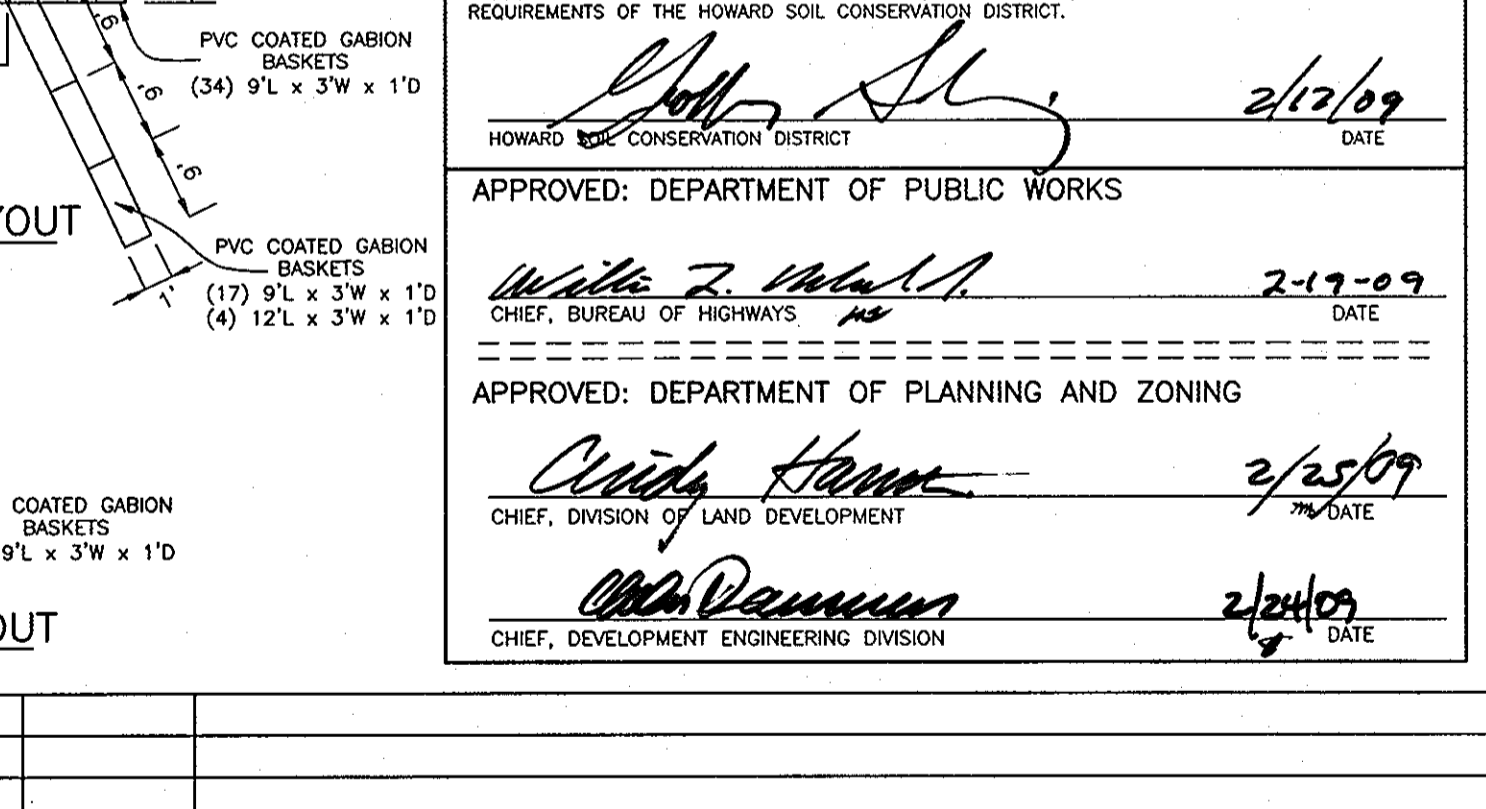 9'
PVC COATED GABION
BASKETS
(34) 9'L x 3'W x 1'D
9'
9'
YOUT
PVC COATED GABION
BASKETS
(17) 9'L x 3'W x 1'D
(4) 12'L x 3'W x 1'D
1'
COATED GABION
BASKETS
9'L x 3'W x 1'D
OUT
REQUIREMENTS OF THE HOWARD SOIL CONSERVATION DISTRICT.
2/12/09
HOWARD SOIL CONSERVATION DISTRICT DATE
APPROVED: DEPARTMENT OF PUBLIC WORKS
2-19-09
CHIEF, BUREAU OF HIGHWAYS DATE
APPROVED: DEPARTMENT OF PLANNING AND ZONING
2/25/09
CHIEF, DIVISION OF LAND DEVELOPMENT DATE
2/24/09
CHIEF, DEVELOPMENT ENGINEERING DIVISION DATE